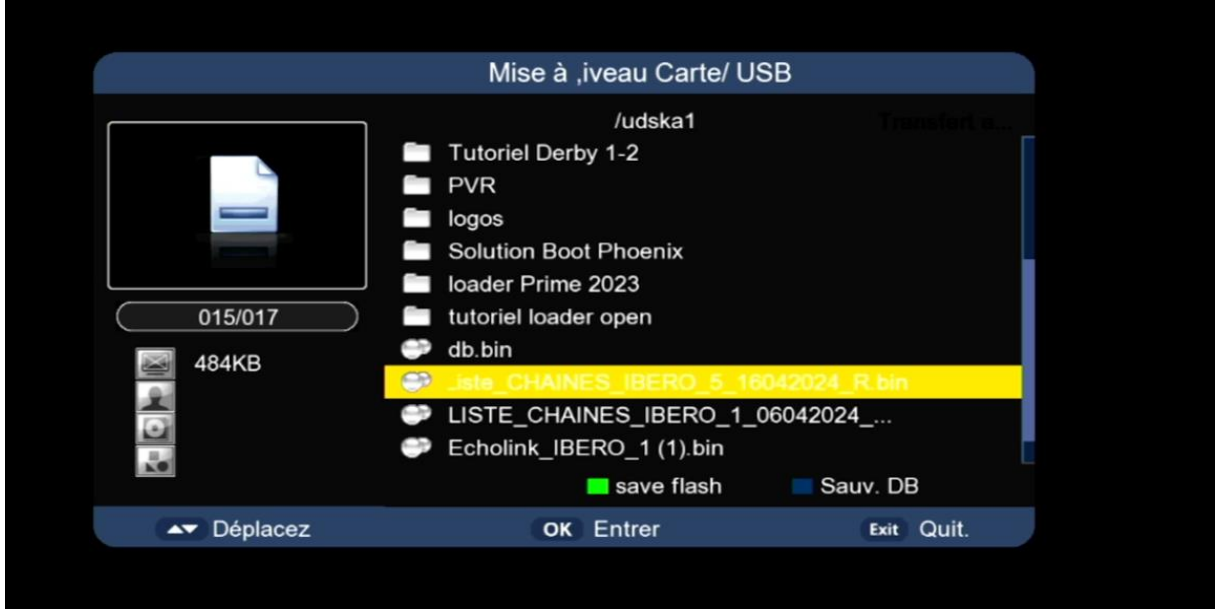 Mise à ,iveau Carte/ USB
/udska1
Transfert e...
Tutoriel Derby 1-2
PVR
logos
Solution Boot Phoenix
loader Prime 2023
015/017
tutoriel loader open
db.bin
484KB
.iste_CHAINES_IBERO_5_16042024_R.bin
LISTE_CHAINES_IBERO_1_06042024_...
Echolink_IBERO_1 (1).bin
save flash Sauv. DB
Déplacez OK Entrer Exit Quit.